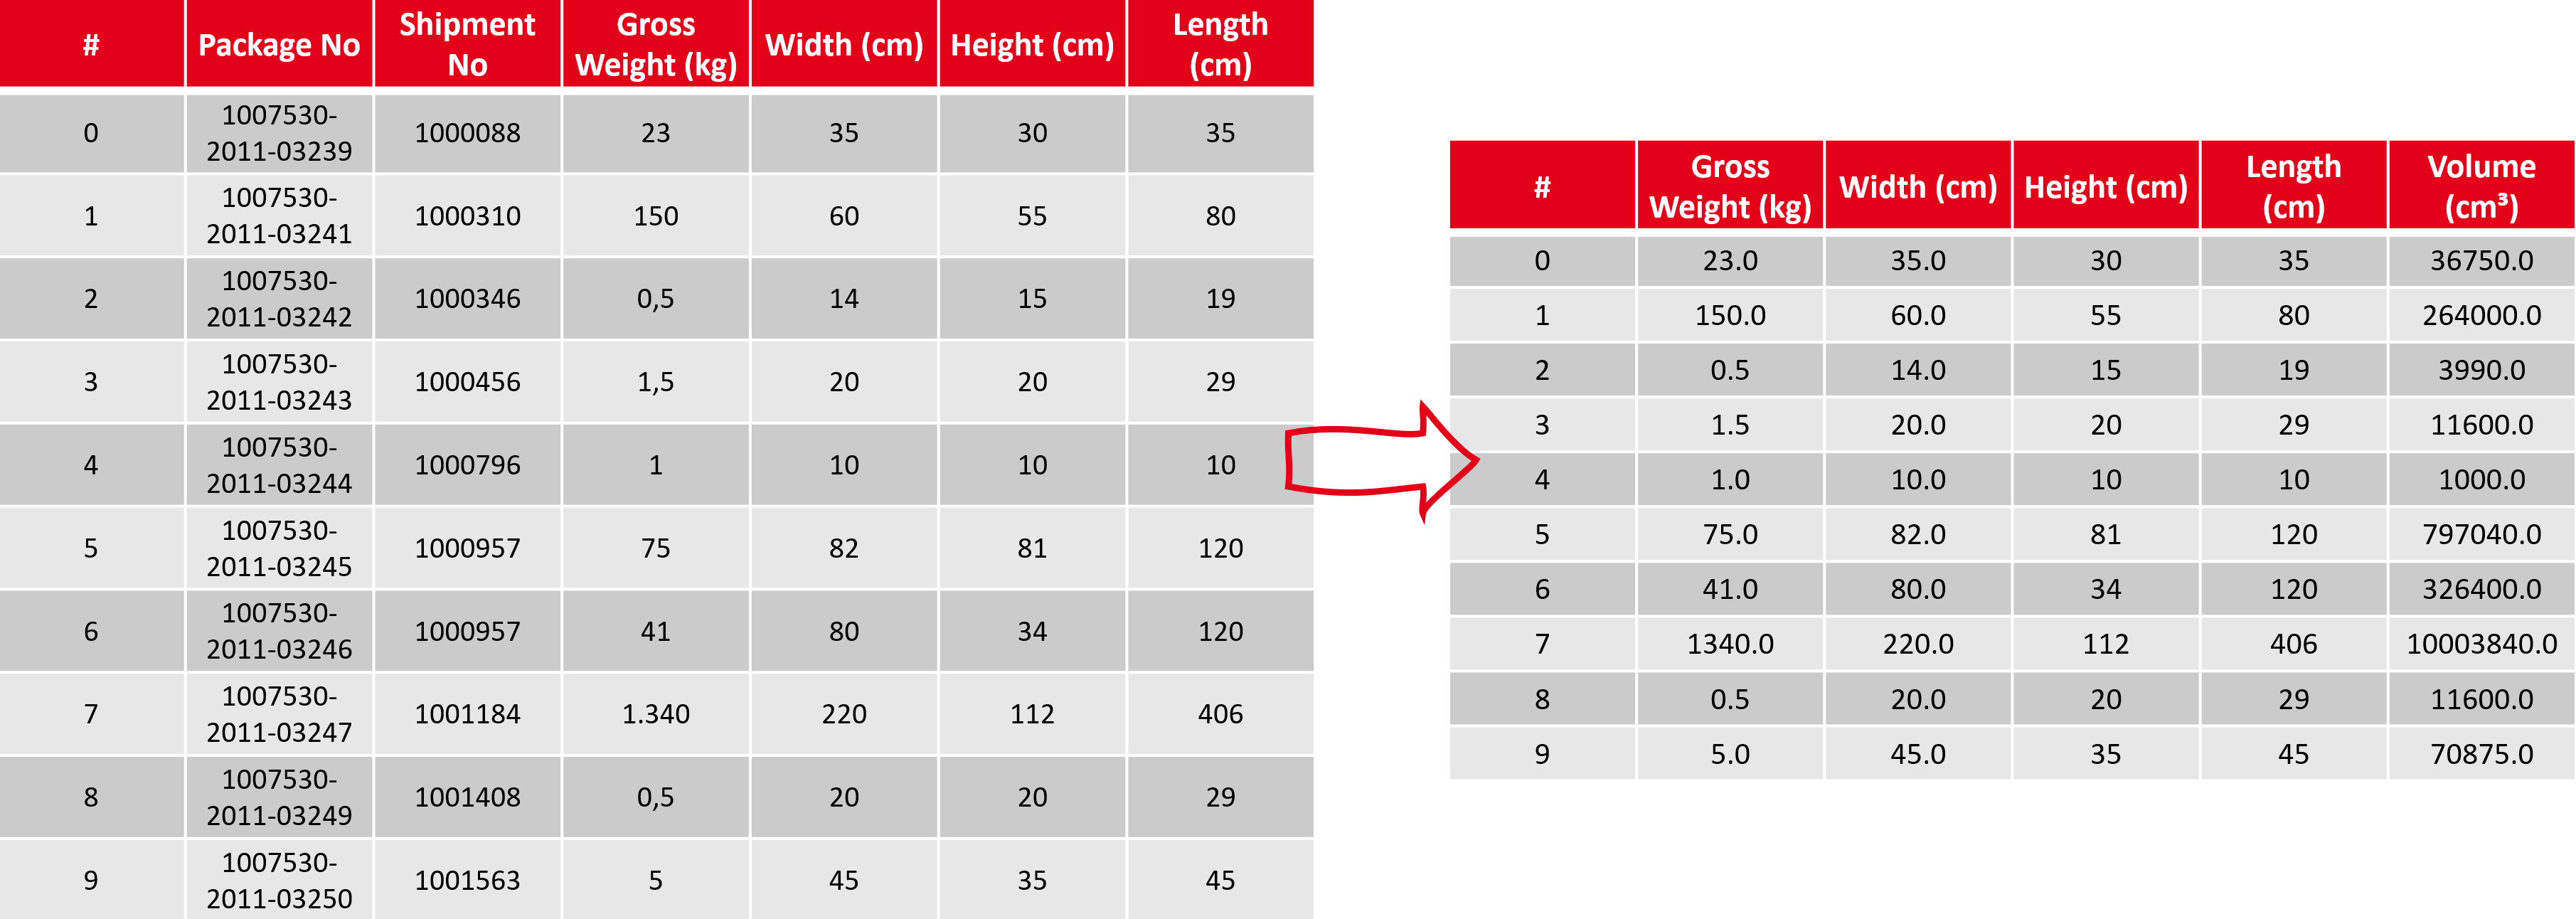 # Package No Shipment No Gross Weight (kg) Width (cm) Height (cm) Length (cm)
0 1007530-2011-03239 1000088 23 35 30 35
1 1007530-2011-03241 1000310 150 60 55 80
2 1007530-2011-03242 1000346 0,5 14 15 19
3 1007530-2011-03243 1000456 1,5 20 20 29
4 1007530-2011-03244 1000796 1 10 10 10
5 1007530-2011-03245 1000957 75 82 81 120
6 1007530-2011-03246 1000957 41 80 34 120
7 1007530-2011-03247 1001184 1.340 220 112 406
8 1007530-2011-03249 1001408 0,5 20 20 29
9 1007530-2011-03250 1001563 5 45 35 45
# Gross Weight (kg) Width (cm) Height (cm) Length (cm) Volume (cm³)
0 23.0 35.0 30 35 36750.0
1 150.0 60.0 55 80 264000.0
2 0.5 14.0 15 19 3990.0
3 1.5 20.0 20 29 11600.0
4 1.0 10.0 10 10 1000.0
5 75.0 82.0 81 120 797040.0
6 41.0 80.0 34 120 326400.0
7 1340.0 220.0 112 406 10003840.0
8 0.5 20.0 20 29 11600.0
9 5.0 45.0 35 45 70875.0